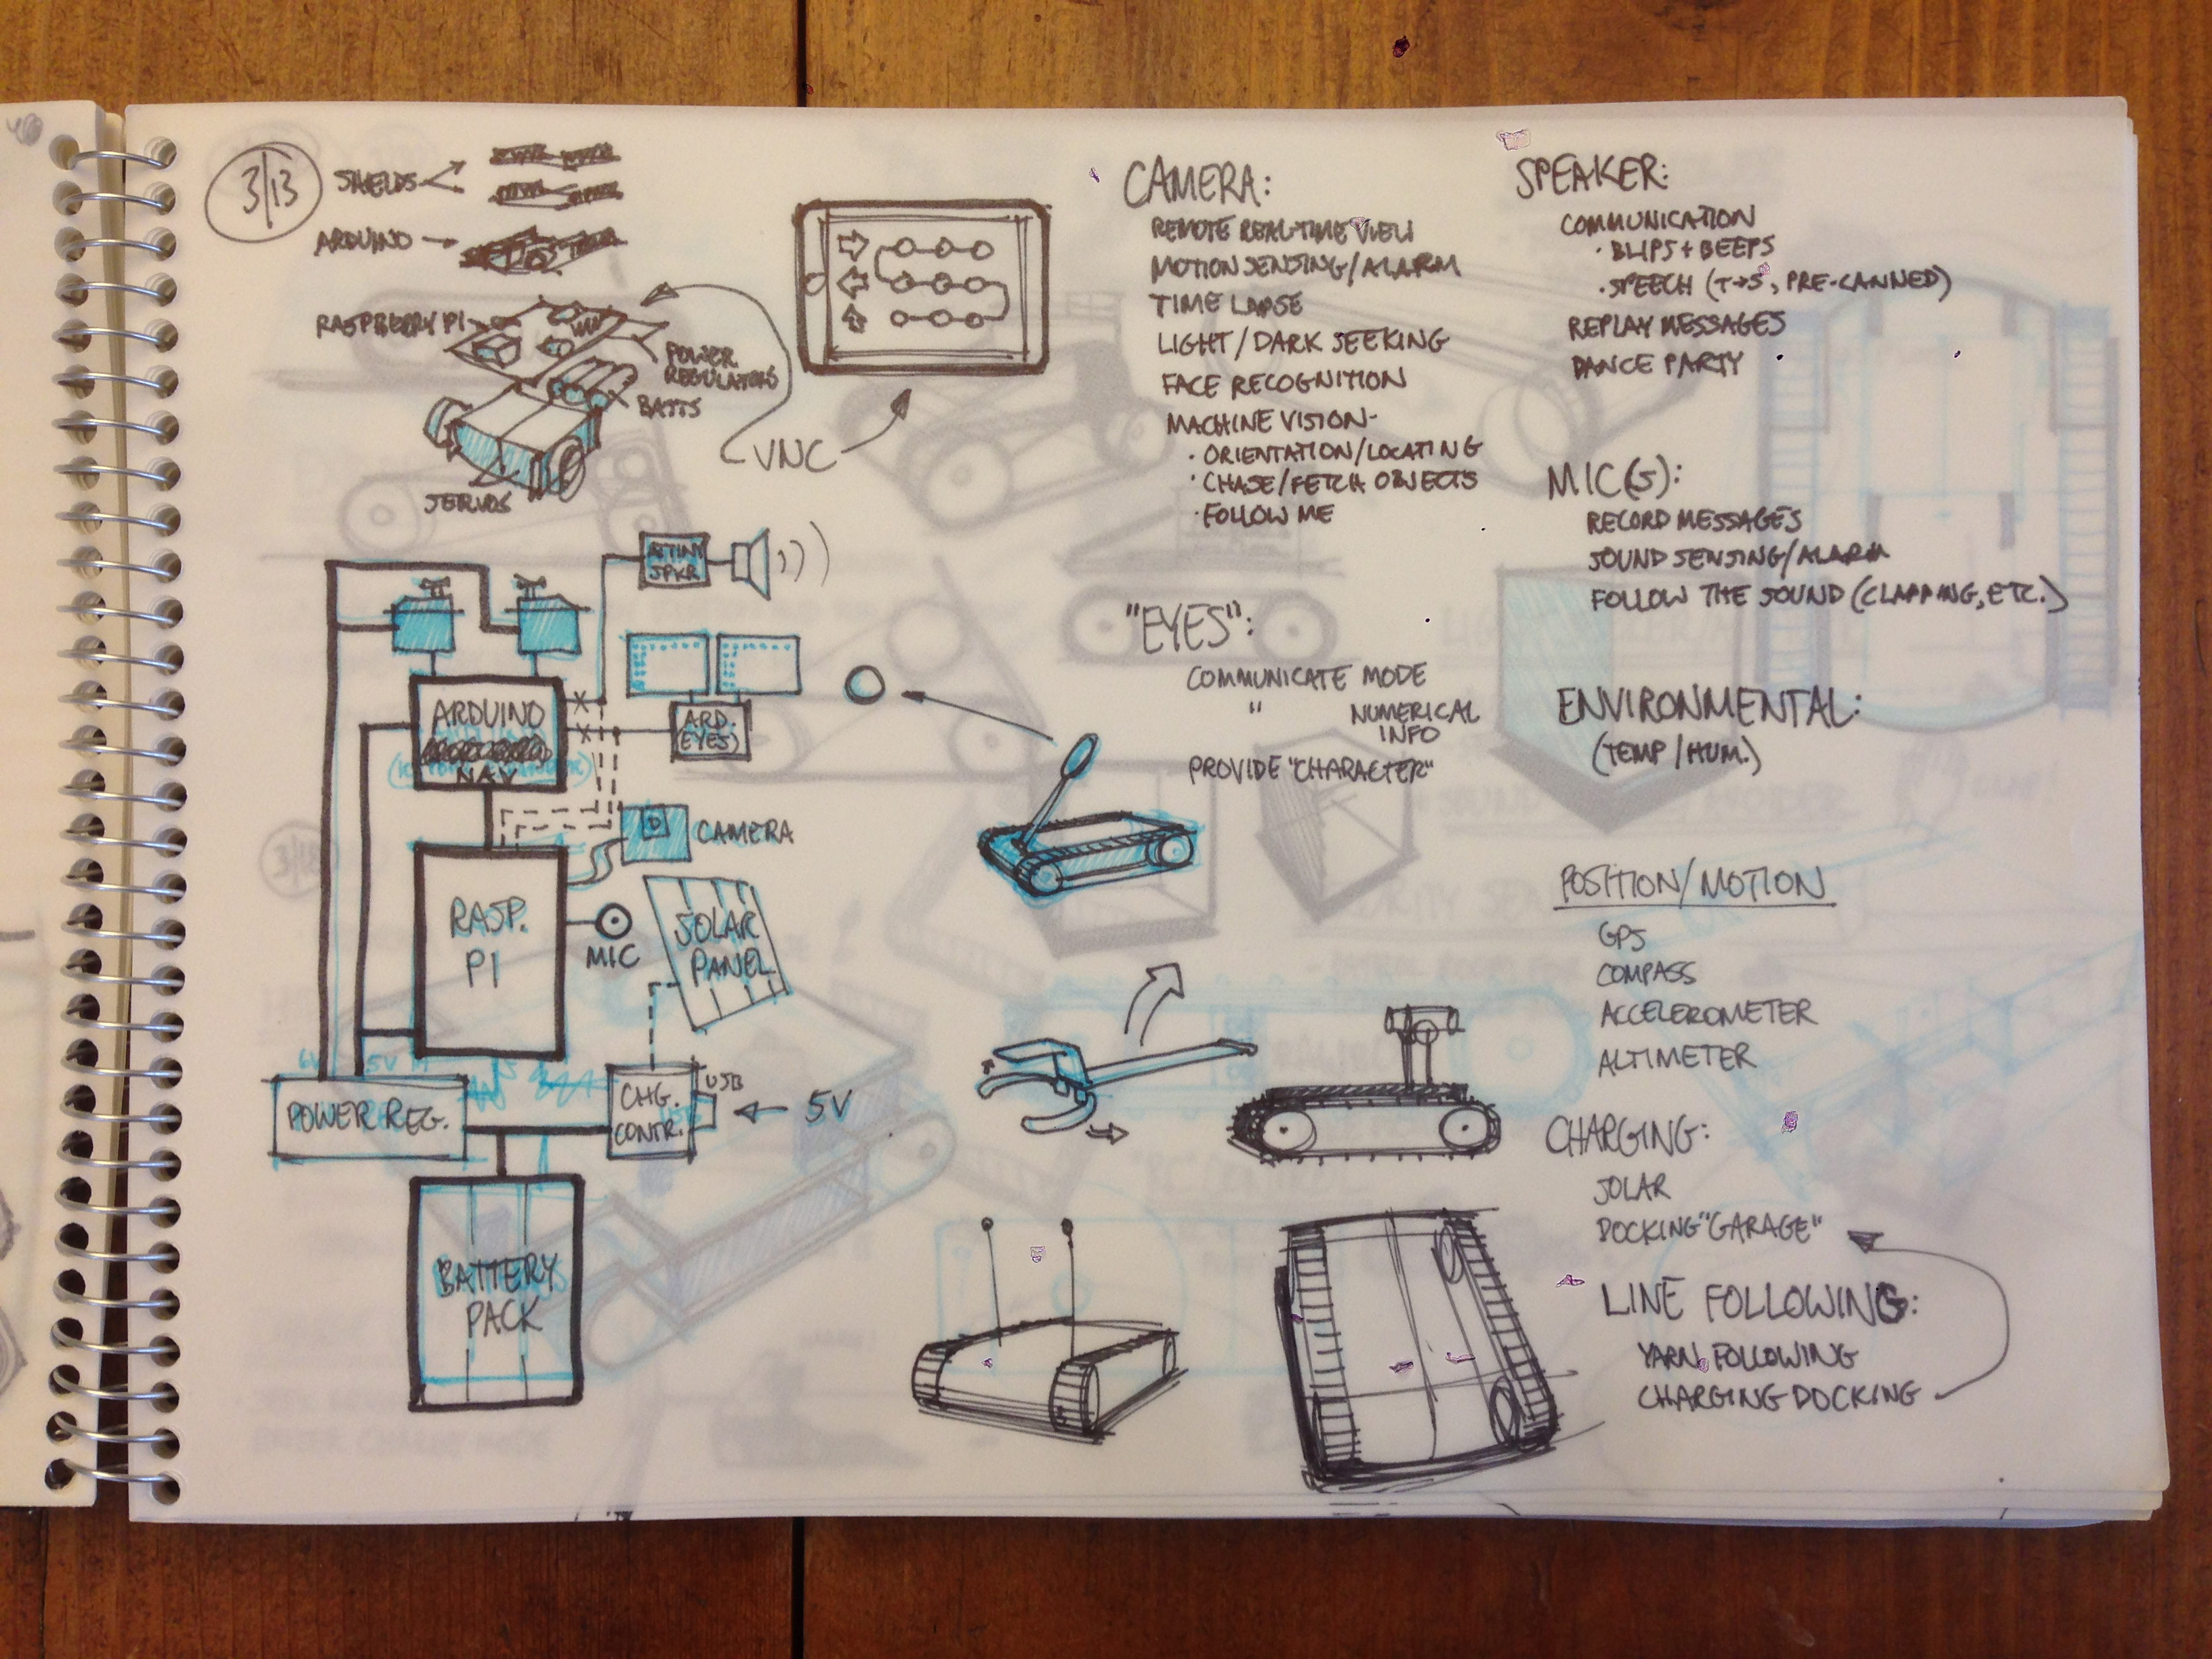 3/13
SHIELDS
ARDUINO
RASPBERRY PI
POWER
REGULATORS
BATTS
SERVOS
VNC
ATTINY
SPKR
ARDUINO
NAV
ARD.
(EYES)
CAMERA
RASP.
PI
MIC
SOLAR
PANEL
6V
5V
POWER REG.
CHG.
CONTR.
USB
5V
BATTERY
PACK
CAMERA:
REMOTE REAL-TIME VIEW
MOTION SENSING/ALARM
TIME LAPSE
LIGHT/DARK SEEKING
FACE RECOGNITION
MACHINE VISION-
· ORIENTATION/LOCATING
· CHASE/FETCH OBJECTS
· FOLLOW ME
"EYES":
COMMUNICATE MODE
" NUMERICAL
INFO
PROVIDE "CHARACTER"
SPEAKER:
COMMUNICATION
· BLIPS + BEEPS
· SPEECH (T→S, PRE-CANNED)
REPLAY MESSAGES
DANCE PARTY
MIC(S):
RECORD MESSAGES
SOUND SENSING/ALARM
FOLLOW THE SOUND (CLAPPING, ETC.)
ENVIRONMENTAL:
(TEMP/HUM.)
POSITION/MOTION
GPS
COMPASS
ACCELEROMETER
ALTIMETER
CHARGING:
SOLAR
DOCKING "GARAGE"
LINE FOLLOWING:
YARN FOLLOWING
CHARGING DOCKING